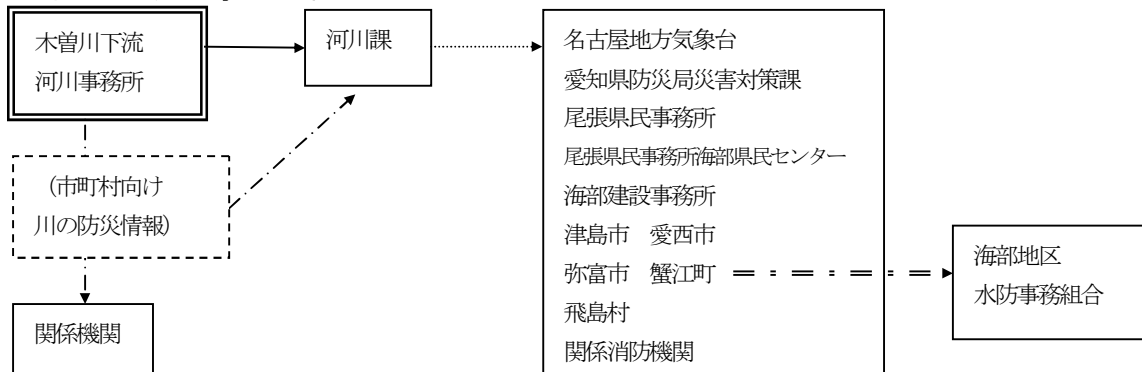 木曽川下流
河川事務所
河川課
(市町村向け
川の防災情報)
関係機関
名古屋地方気象台
愛知県防災局災害対策課
尾張県民事務所
尾張県民事務所海部県民センター
海部建設事務所
津島市 愛西市
弥富市 蟹江町
飛島村
関係消防機関
海部地区
水防事務組合